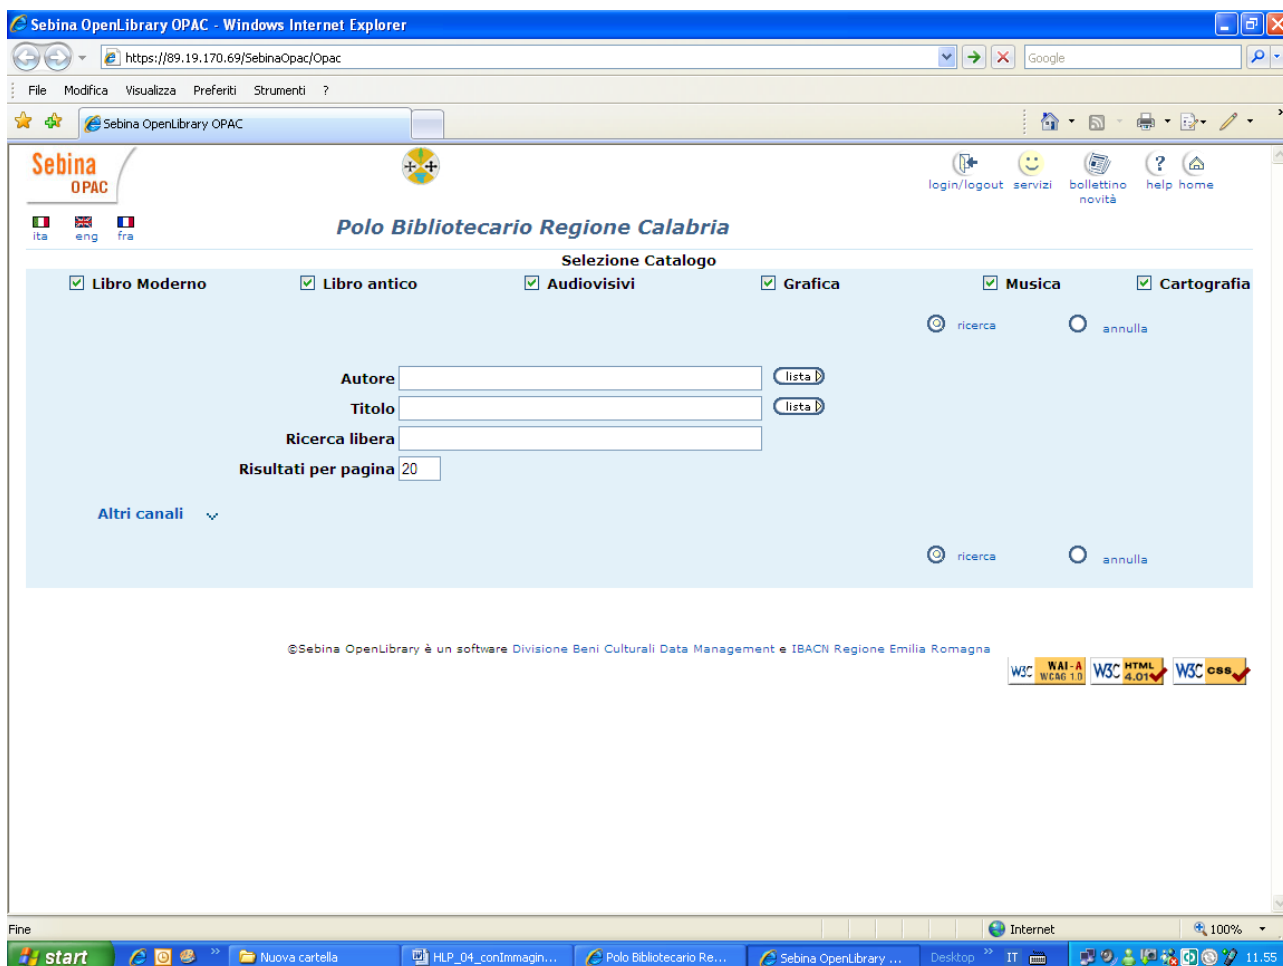 Sebina OpenLibrary OPAC - Windows Internet Explorer
https://89.19.170.69/SebinaOpac/Opac
Google
File Modifica Visualizza Preferiti Strumenti ?
Sebina OpenLibrary OPAC
Sebina
OPAC
login/logout servizi bollettino novità help home
ita eng fra
Polo Bibliotecario Regione Calabria
Selezione Catalogo
Libro Moderno Libro antico Audiovisivi Grafica Musica Cartografia
ricerca annulla
Autore lista
Titolo lista
Ricerca libera
Risultati per pagina 20
Altri canali
ricerca annulla
©Sebina OpenLibrary è un software Divisione Beni Culturali Data Management e IBACN Regione Emilia Romagna
W3C WAI-A WCAG 1.0 W3C HTML 4.01 W3C css
Fine Internet 100%
start Nuova cartella HLP_04_conImmagin... Polo Bibliotecario Re... Sebina OpenLibrary ... Desktop » IT 11.55